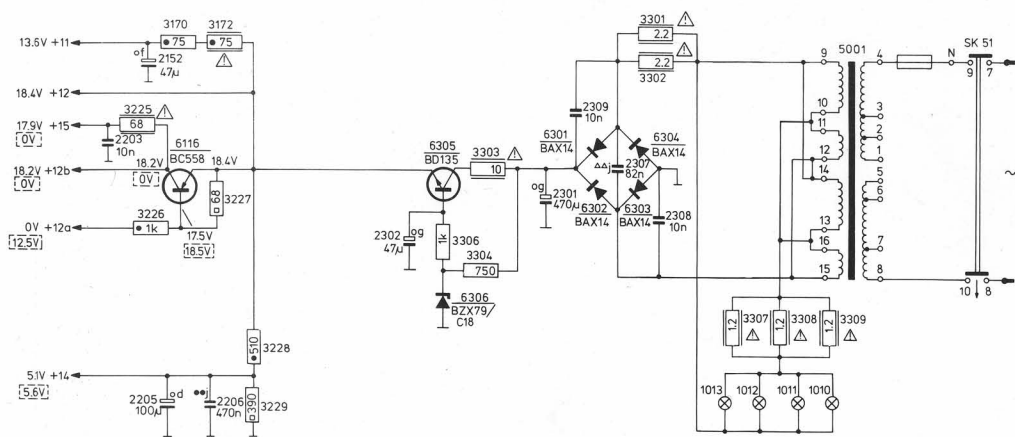 3170
3172
13.6V +11
75
75
of
2152
47µ
18.4V +12
3225
17.9V +15
0V
68
2203
10n
6116
BC558
18.2V
0V
18.4V
18.2V +12b
0V
68
3227
3226
0V +12a
12.5V
1k
17.5V
18.5V
510
3228
5.1V +14
5.6V
od
2205
100µ
j
2206
470n
390
3229
6305
BD135
3303
10
og
2302
47µ
1k
3306
3304
750
6306
BZX79/
C18
og
2301
470µ
3301
2.2
2.2
3302
2309
10n
6301
BAX14
6304
BAX14
△△j
2307
82n
6302
BAX14
6303
BAX14
2308
10n
9
5001
4
N
SK 51
9
7
10
11
12
14
13
16
15
3
2
1
5
6
7
8
10
8
~
1.2
3307
1.2
3308
1.2
3309
1013
1012
1011
1010